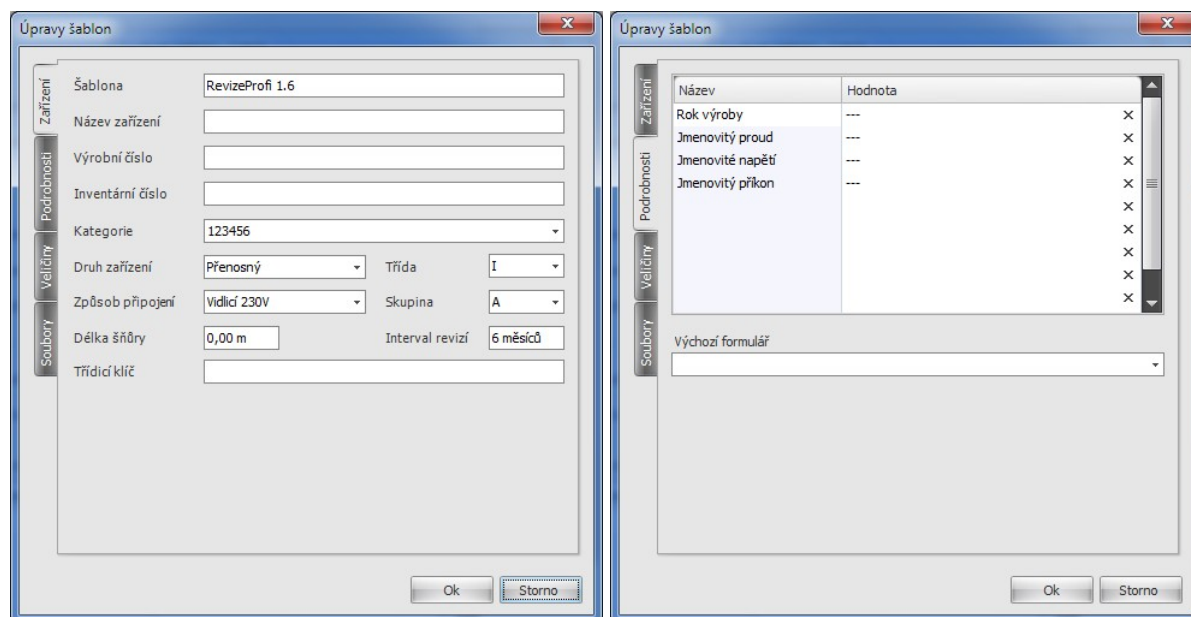 Úpravy šablon
Zařízení
Podrobnosti
Veličiny
Soubory
Šablona RevizeProfi 1.6
Název zařízení
Výrobní číslo
Inventární číslo
Kategorie 123456
Druh zařízení Přenosný Třída I
Způsob připojení Vidlicí 230V Skupina A
Délka šňůry 0,00 m Interval revizí 6 měsíců
Třídicí klíč
Ok Storno
Úpravy šablon
Zařízení
Podrobnosti
Veličiny
Soubory
Název Hodnota
Rok výroby ---
Jmenovitý proud ---
Jmenovité napětí ---
Jmenovitý příkon ---
Výchozí formulář
Ok Storno